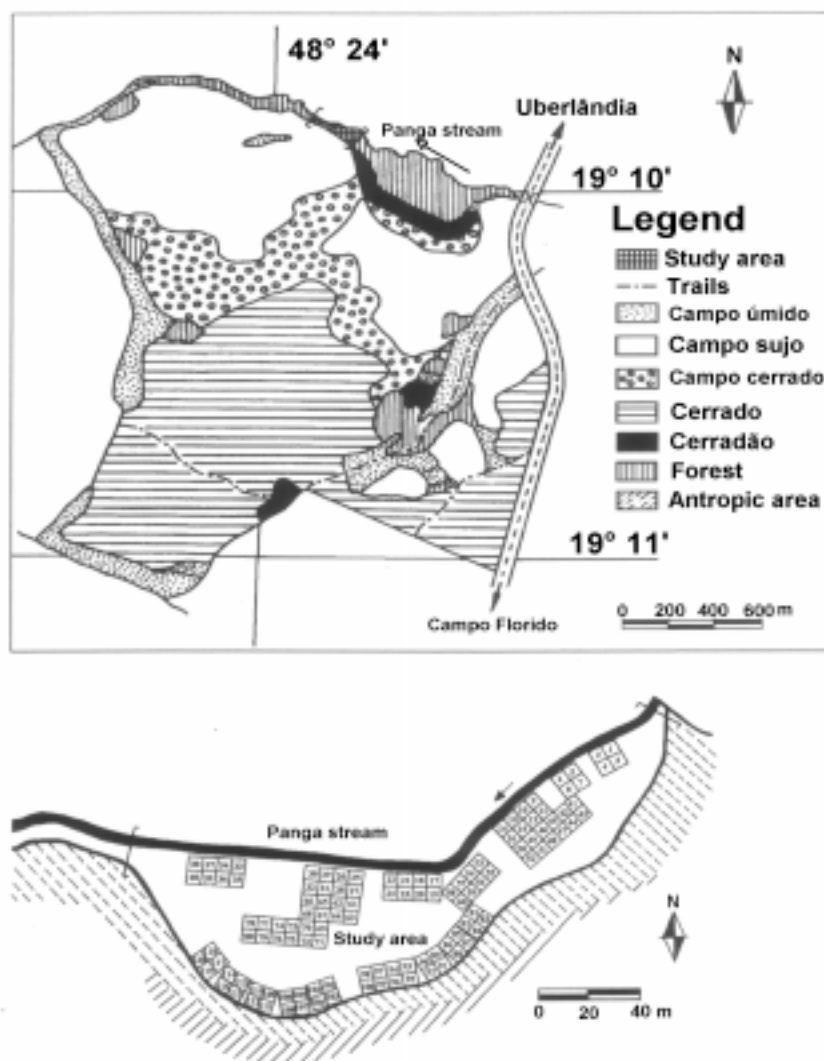 48° 24'
N
Uberlândia
Panga stream
19° 10'
Legend
Study area
Trails
Campo úmido
Campo sujo
Campo cerrado
Cerrado
Cerradão
Forest
Antropic area
19° 11'
Campo Florido
0 200 400 600 m
Panga stream
Study area
N
0 20 40 m